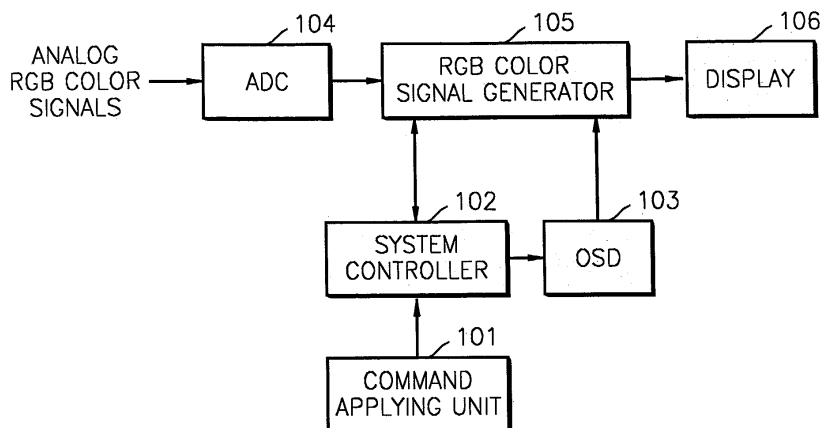 104
105
106
ANALOG
RGB COLOR
SIGNALS
ADC
RGB COLOR
SIGNAL GENERATOR
DISPLAY
102
103
SYSTEM
CONTROLLER
OSD
101
COMMAND
APPLYING UNIT